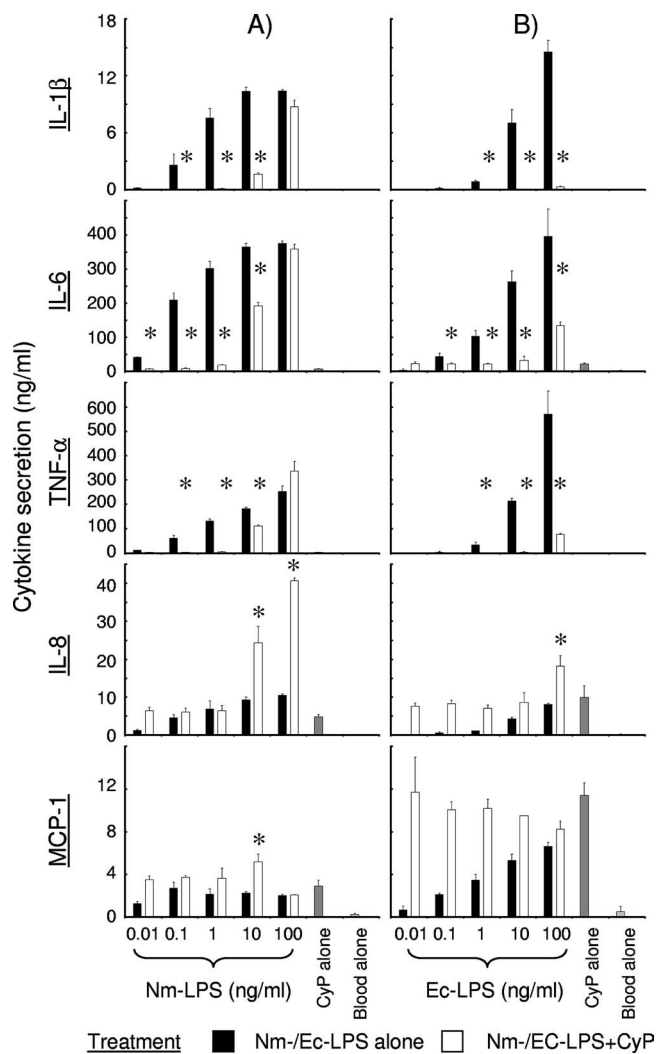 A) B)
Cytokine secretion (ng/ml)
IL-1β
18
12
6
0
* * *
* * *
IL-6
400
300
200
100
0
* * * *
* * * *
TNF-α
600
500
400
300
200
100
0
* * *
* * *
IL-8
40
30
20
10
0
* *
*
MCP-1
12
8
4
0
*
0.01 0.1 1 10 100 CyP alone Blood alone 0.01 0.1 1 10 100 CyP alone Blood alone
Nm-LPS (ng/ml) Ec-LPS (ng/ml)
Treatment Nm-/Ec-LPS alone Nm-/EC-LPS+CyP